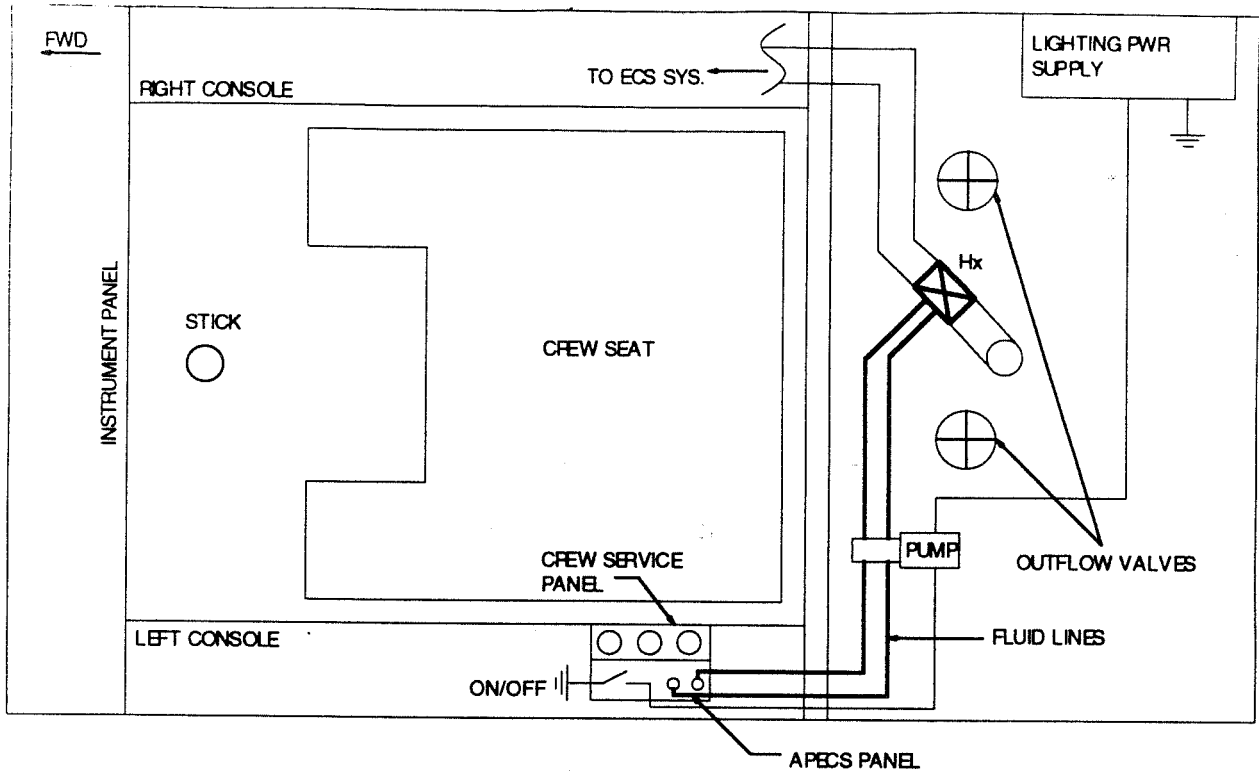 FWD
LIGHTING PWR
SUPPLY
TO ECS SYS.
RIGHT CONSOLE
Hx
INSTRUMENT PANEL
STICK
CREW SEAT
PUMP
OUTFLOW VALVES
CREW SERVICE
PANEL
LEFT CONSOLE
FLUID LINES
ON/OFF
APECS PANEL